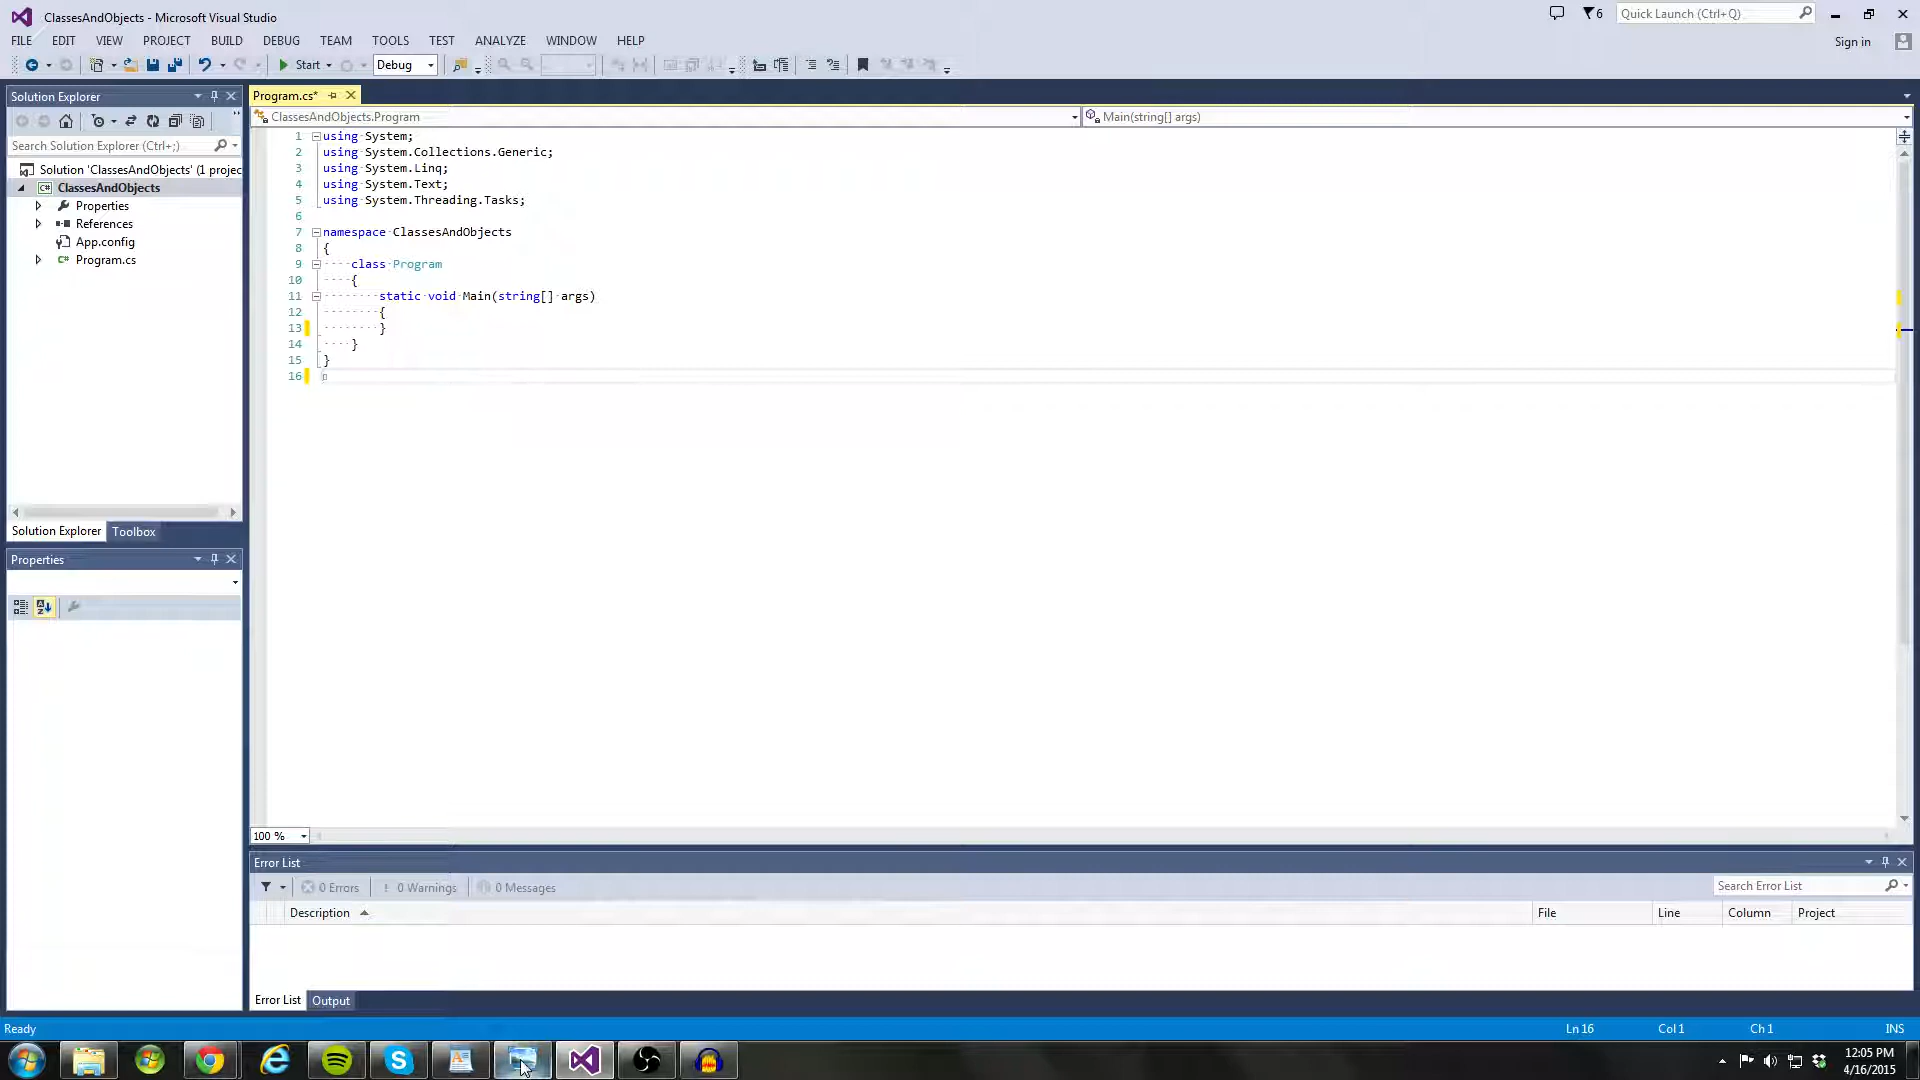 ClassesAndObjects - Microsoft Visual Studio
6
Quick Launch (Ctrl+Q)
FILE EDIT VIEW PROJECT BUILD DEBUG TEAM TOOLS TEST ANALYZE WINDOW HELP
Sign in
Start Debug
Solution Explorer
Search Solution Explorer (Ctrl+;)
Solution 'ClassesAndObjects' (1 projec
ClassesAndObjects
Properties
References
App.config
Program.cs
Solution Explorer Toolbox
Properties
Program.cs*
ClassesAndObjects.Program
Main(string[] args)
1 using System;
2 using System.Collections.Generic;
3 using System.Linq;
4 using System.Text;
5 using System.Threading.Tasks;
6
7 namespace ClassesAndObjects
8 {
9 class Program
10 {
11 static void Main(string[] args)
12 {
13 }
14 }
15 }
16
100 %
Error List
0 Errors 0 Warnings 0 Messages
Search Error List
Description File Line Column Project
Error List Output
Ready Ln 16 Col 1 Ch 1 INS
12:05 PM
4/16/2015